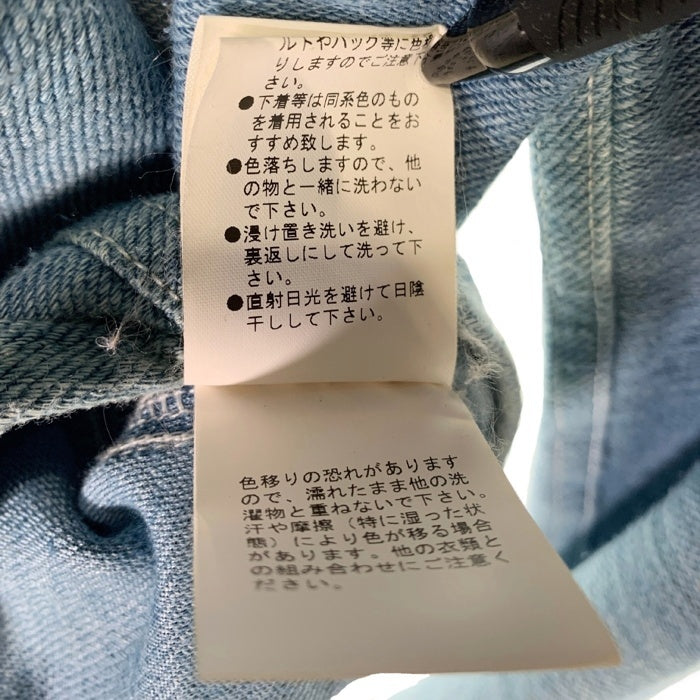 ルトやバッグ等に色
りしますのでご注意下
さい。
●下着等は同系色のもの
を着用されることをお
すすめ致します。
●色落ちしますので、他
の物と一緒に洗わない
で下さい。
●浸け置き洗いを避け、
裏返しにして洗って下
さい。
●直射日光を避けて日陰
干しして下さい。
色移りの恐れがあります
ので、濡れたまま他の洗
濯物と重ねないで下さい。
汗や摩擦（特に湿った状
態）により色が移る場合
があります。他の衣類と
の組み合わせにご注意く
ださい。